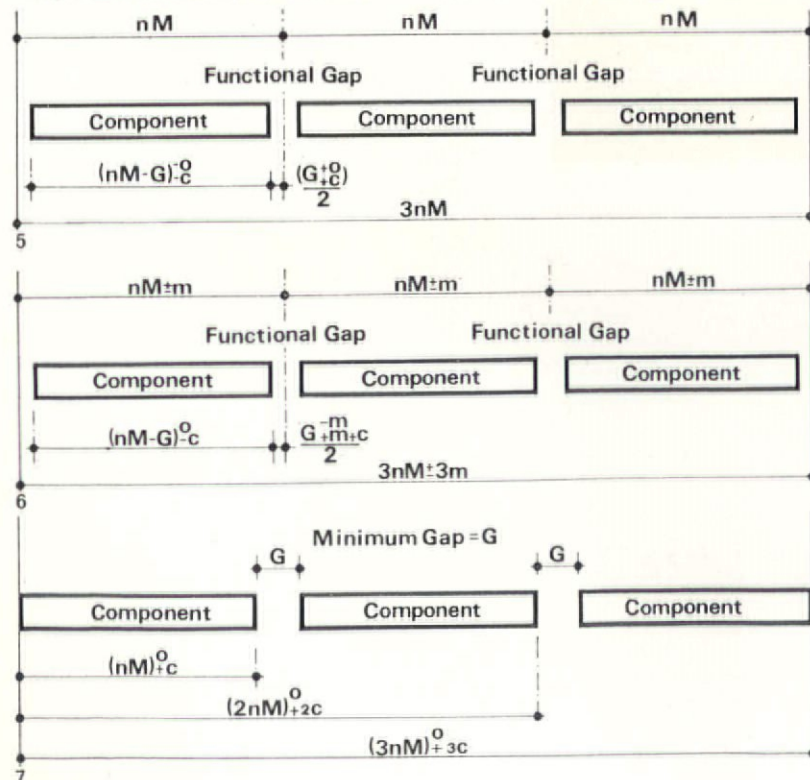 nM nM nM
Functional Gap Functional Gap
Component Component Component
(nM-G)-o-c (G+o+c)/2
3nM
5
nM±m nM±m nM±m
Functional Gap Functional Gap
Component Component Component
(nM-G)o-c G-m+m+c/2
3nM±3m
6
Minimum Gap=G
G G
Component Component Component
(nM)o+c
(2nM)o+2c
(3nM)o+3c
7